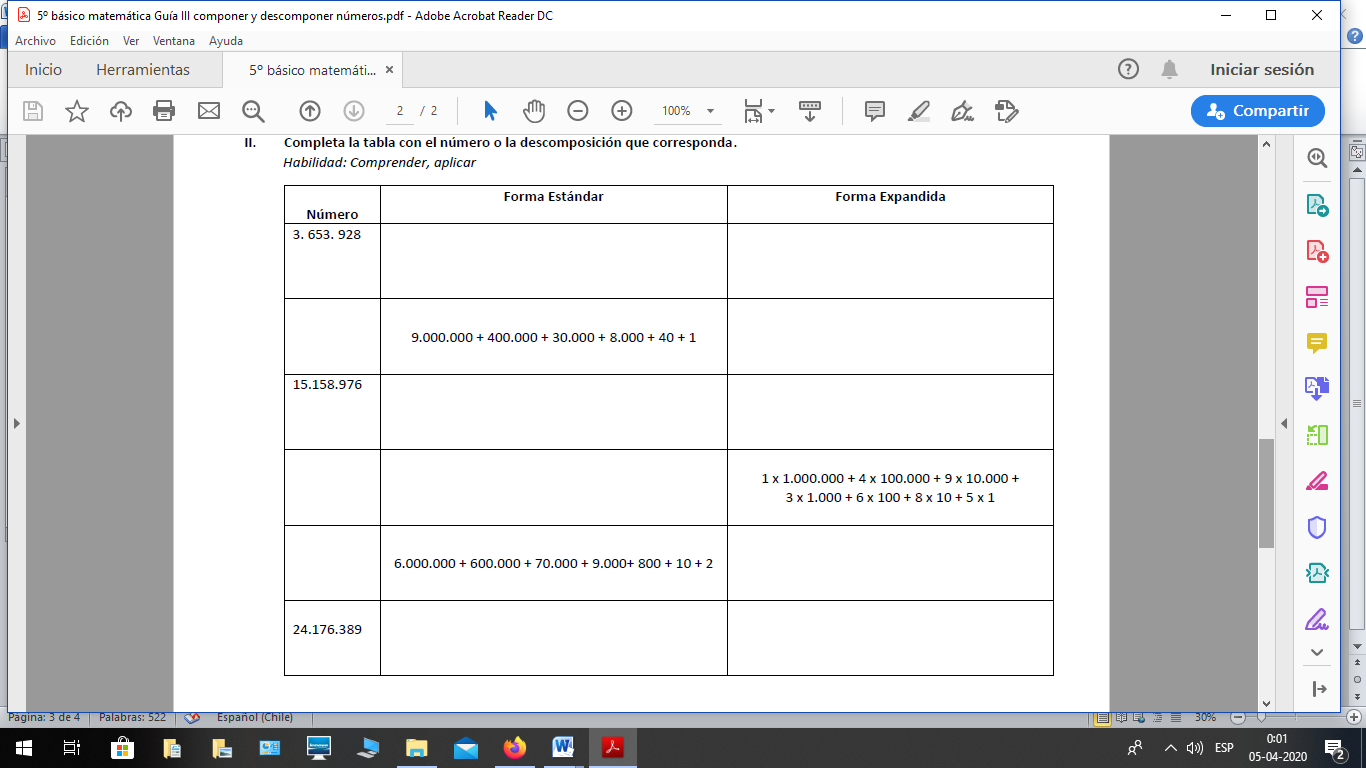 5º básico matemática Guía III componer y descomponer números.pdf - Adobe Acrobat Reader DC
Archivo Edición Ver Ventana Ayuda
Inicio Herramientas 5º básico matemáti... Iniciar sesión
2 / 2 100% Compartir
II. Completa la tabla con el número o la descomposición que corresponda.
Habilidad: Comprender, aplicar
Número Forma Estándar Forma Expandida
3. 653. 928
9.000.000 + 400.000 + 30.000 + 8.000 + 40 + 1
15.158.976
1 x 1.000.000 + 4 x 100.000 + 9 x 10.000 +
3 x 1.000 + 6 x 100 + 8 x 10 + 5 x 1
6.000.000 + 600.000 + 70.000 + 9.000+ 800 + 10 + 2
24.176.389
Página: 3 de 4 Palabras: 522 Español (Chile) 30%
ESP 0:01
05-04-2020 2